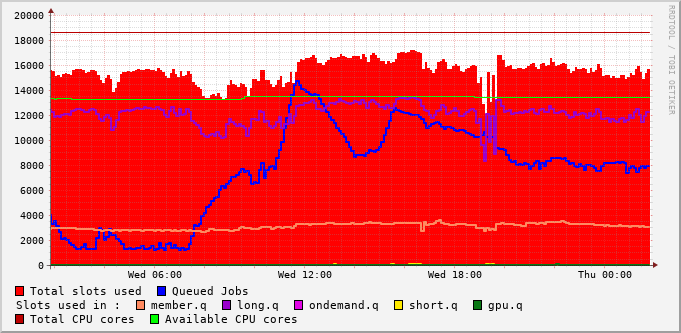 RRDTOOL / TOBI OETIKER
20000
18000
16000
14000
12000
10000
8000
6000
4000
2000
0
Wed 06:00 Wed 12:00 Wed 18:00 Thu 00:00
Total slots used Queued Jobs
Slots used in : member.q long.q ondemand.q short.q gpu.q
Total CPU cores Available CPU cores